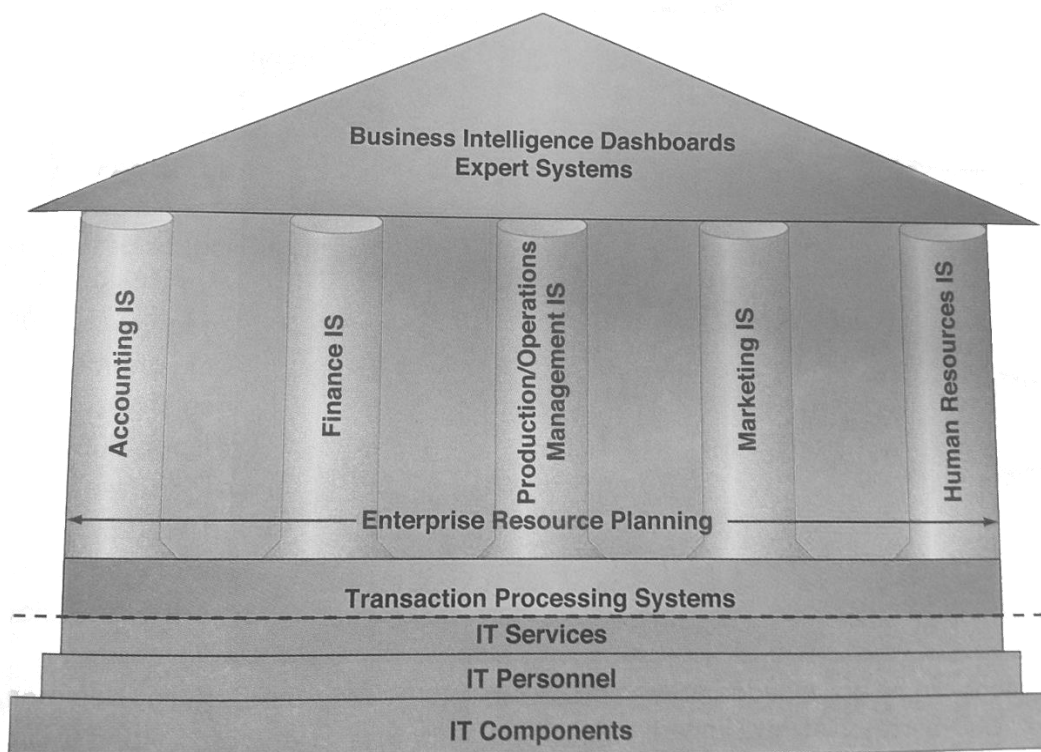 Business Intelligence Dashboards
Expert Systems
Accounting IS
Finance IS
Production/Operations
Management IS
Marketing IS
Human Resources IS
Enterprise Resource Planning
Transaction Processing Systems
IT Services
IT Personnel
IT Components